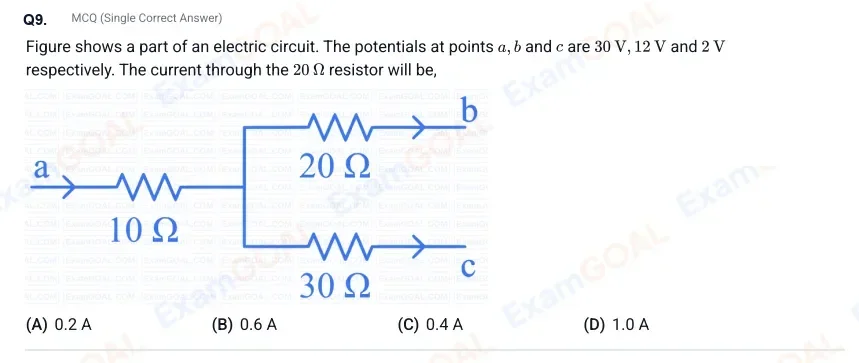 Q9. MCQ (Single Correct Answer)
Figure shows a part of an electric circuit. The potentials at points a, b and c are 30 V, 12 V and 2 V
respectively. The current through the 20 Ω resistor will be,
b
20 Ω
a
10 Ω
c
30 Ω
(A) 0.2 A (B) 0.6 A (C) 0.4 A (D) 1.0 A
ExamGOAL